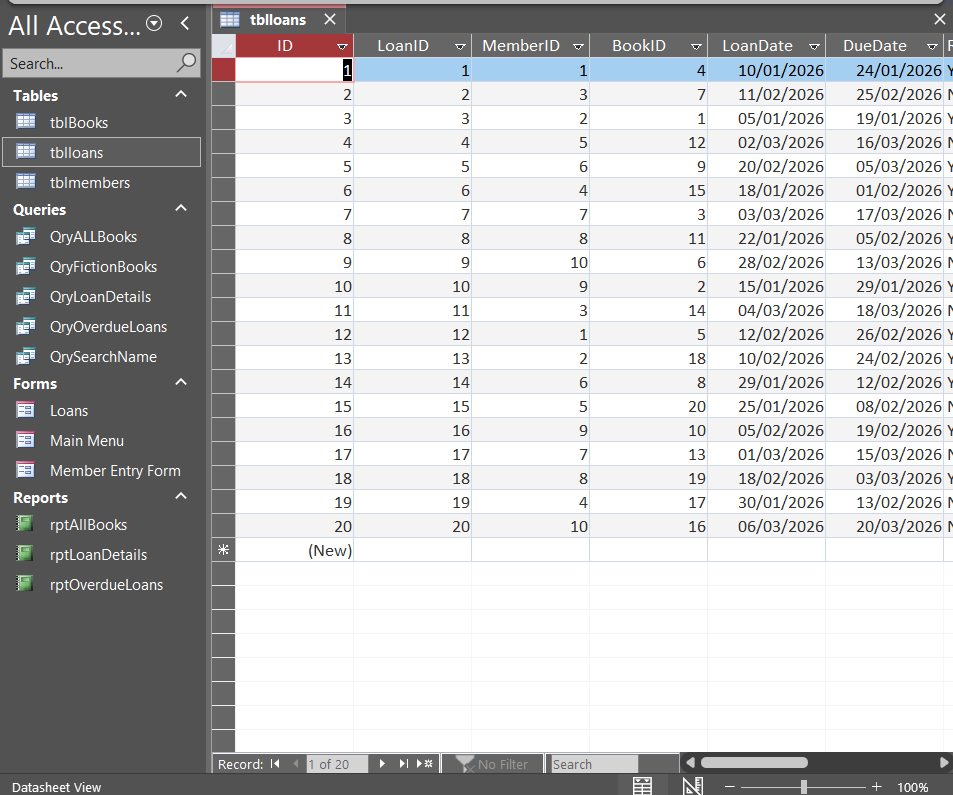 All Access...
Search...
Tables
tblBooks
tblloans
tblmembers
Queries
QryALLBooks
QryFictionBooks
QryLoanDetails
QryOverdueLoans
QrySearchName
Forms
Loans
Main Menu
Member Entry Form
Reports
rptAllBooks
rptLoanDetails
rptOverdueLoans
tblloans
ID LoanID MemberID BookID LoanDate DueDate
1 1 1 4 10/01/2026 24/01/2026 Y
2 2 3 7 11/02/2026 25/02/2026 N
3 3 2 1 05/01/2026 19/01/2026 Y
4 4 5 12 02/03/2026 16/03/2026 N
5 5 6 9 20/02/2026 05/03/2026 Y
6 6 4 15 18/01/2026 01/02/2026 Y
7 7 7 3 03/03/2026 17/03/2026 N
8 8 8 11 22/01/2026 05/02/2026 Y
9 9 10 6 28/02/2026 13/03/2026 N
10 10 9 2 15/01/2026 29/01/2026 Y
11 11 3 14 04/03/2026 18/03/2026 N
12 12 1 5 12/02/2026 26/02/2026 Y
13 13 2 18 10/02/2026 24/02/2026 N
14 14 6 8 29/01/2026 12/02/2026 Y
15 15 5 20 25/01/2026 08/02/2026 N
16 16 9 10 05/02/2026 19/02/2026 Y
17 17 7 13 01/03/2026 15/03/2026 N
18 18 8 19 18/02/2026 03/03/2026 Y
19 19 4 17 30/01/2026 13/02/2026 N
20 20 10 16 06/03/2026 20/03/2026 N
(New)
Record: 1 of 20 No Filter Search
Datasheet View 100%